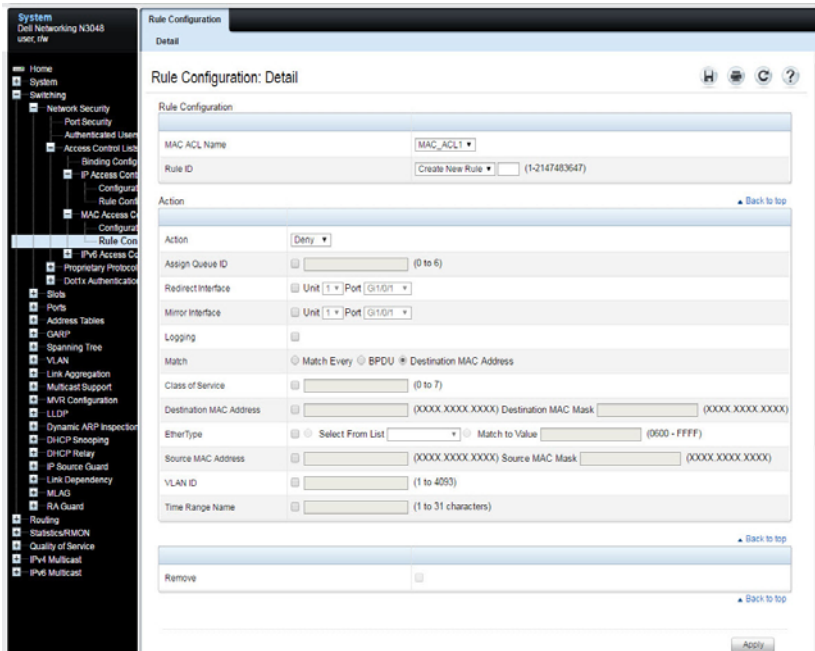 System
Dell Networking N3048
user, r/w
Home
System
Switching
Network Security
Port Security
Authenticated Users
Access Control Lists
Binding Config
IP Access Cont
Configurat
Rule Conf
MAC Access C
Configurat
Rule Con
IPv6 Access Co
Proprietary Protocol
Dot1x Authentication
Slots
Ports
Address Tables
GARP
Spanning Tree
VLAN
Link Aggregation
Multicast Support
MVR Configuration
LLDP
Dynamic ARP Inspection
DHCP Snooping
DHCP Relay
IP Source Guard
Link Dependency
MLAG
RA Guard
Routing
Statistics/RMON
Quality of Service
IPv4 Multicast
IPv6 Multicast
Rule Configuration
Detail
Rule Configuration: Detail
Rule Configuration
MAC ACL Name MAC_ACL1
Rule ID Create New Rule (1-2147483647)
Action Back to top
Action Deny
Assign Queue ID (0 to 6)
Redirect Interface Unit 1 Port Gi1/0/1
Mirror Interface Unit 1 Port Gi1/0/1
Logging
Match Match Every BPDU Destination MAC Address
Class of Service (0 to 7)
Destination MAC Address (XXXX.XXXX.XXXX) Destination MAC Mask (XXXX.XXXX.XXXX)
EtherType Select From List Match to Value (0600 - FFFF)
Source MAC Address (XXXX.XXXX.XXXX) Source MAC Mask (XXXX.XXXX.XXXX)
VLAN ID (1 to 4093)
Time Range Name (1 to 31 characters)
Back to top
Remove
Back to top
Apply